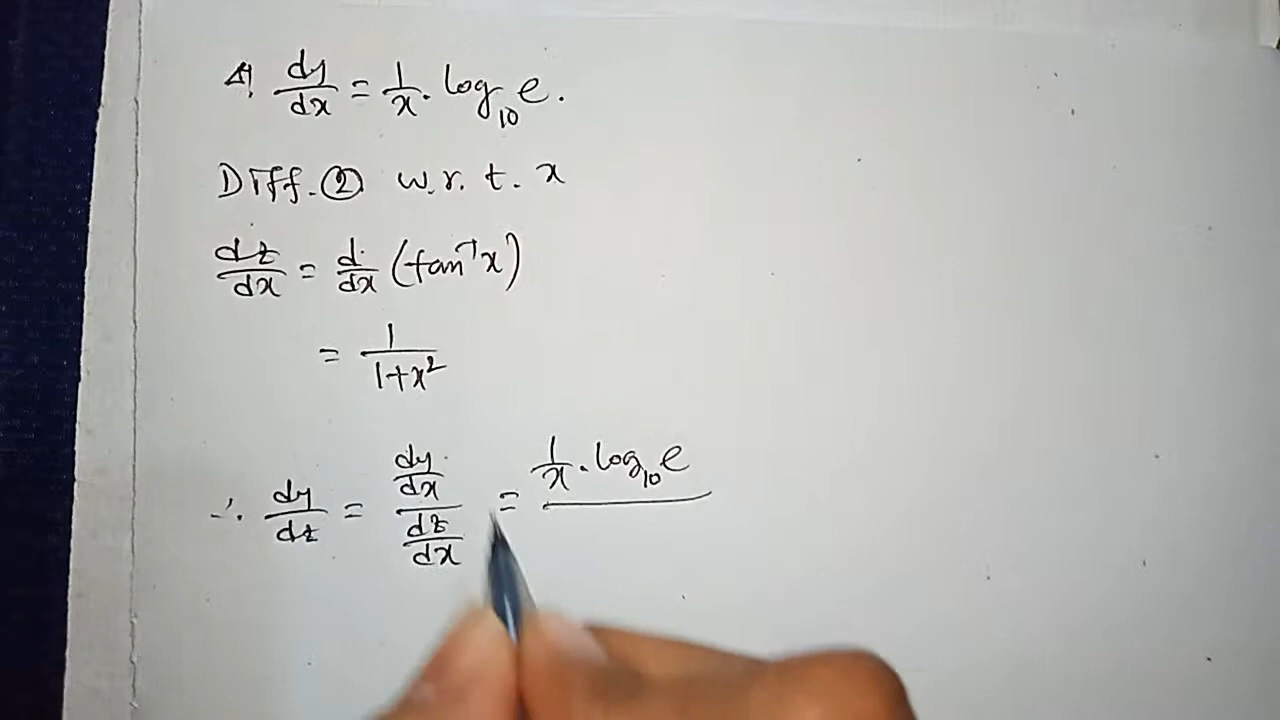 dy/dx = 1/x . log₁₀e.
Diff. ② w.r.t. x
dz/dx = d/dx (tan⁻¹x)
= 1/(1+x²)
∴ dy/dz = (dy/dx)/(dz/dx) = 1/x . log₁₀e